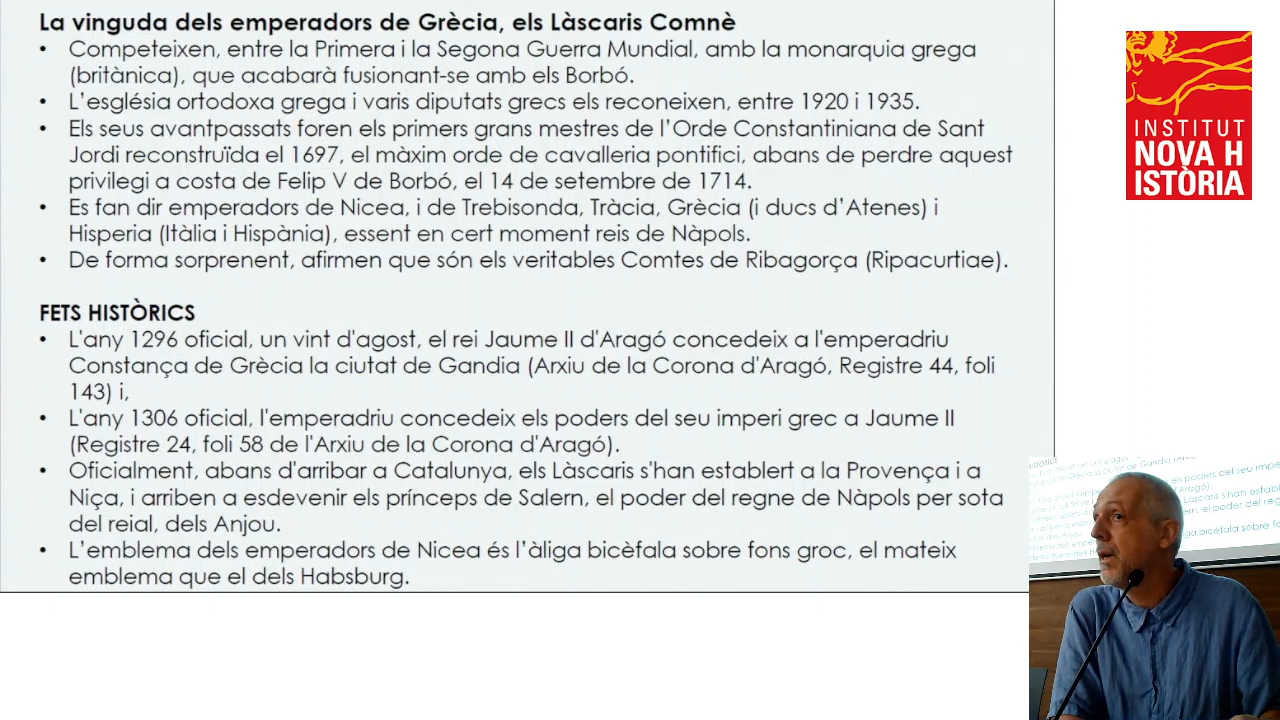 La vinguda dels emperadors de Grècia, els Làscaris Comnè
• Competeixen, entre la Primera i la Segona Guerra Mundial, amb la monarquia grega
(britànica), que acabarà fusionant-se amb els Borbó.
• L’església ortodoxa grega i varis diputats grecs els reconeixen, entre 1920 i 1935.
• Els seus avantpassats foren els primers grans mestres de l’Orde Constantiniana de Sant
Jordi reconstruïda el 1697, el màxim orde de cavalleria pontifici, abans de perdre aquest
privilegi a costa de Felip V de Borbó, el 14 de setembre de 1714.
• Es fan dir emperadors de Nicea, i de Trebisonda, Tràcia, Grècia (i ducs d’Atenes) i
Hisperia (Itàlia i Hispània), essent en cert moment reis de Nàpols.
• De forma sorprenent, afirmen que són els veritables Comtes de Ribagorça (Ripacurtiae).
FETS HISTÒRICS
• L'any 1296 oficial, un vint d'agost, el rei Jaume II d'Aragó concedeix a l'emperadriu
Constança de Grècia la ciutat de Gandia (Arxiu de la Corona d'Aragó, Registre 44, foli
143) i,
• L'any 1306 oficial, l'emperadriu concedeix els poders del seu imperi grec a Jaume II
(Registre 24, foli 58 de l'Arxiu de la Corona d'Aragó).
• Oficialment, abans d'arribar a Catalunya, els Làscaris s'han establert a la Provença i a
Niça, i arriben a esdevenir els prínceps de Salern, el poder del regne de Nàpols per sota
del reial, dels Anjou.
• L’emblema dels emperadors de Nicea és l’àliga bicèfala sobre fons groc, el mateix
emblema que el dels Habsburg.
INSTITUT
NOVA H
ISTÒRIA